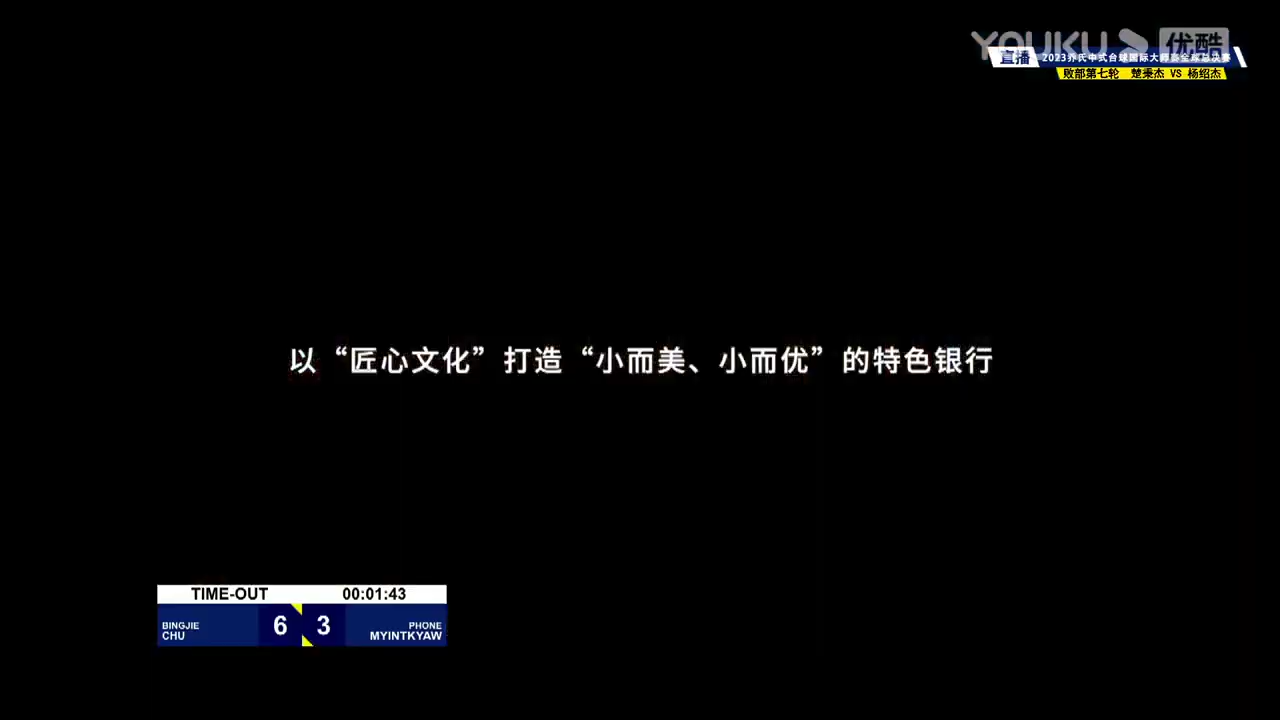 YOUKU 优酷
直播 2023乔氏中式台球国际大师赛全球总决赛
败部第七轮 楚秉杰 VS 杨绍杰
以“匠心文化”打造“小而美、小而优”的特色银行
TIME-OUT 00:01:43
BINGJIE CHU 6 3 PHONE MYINTKYAW